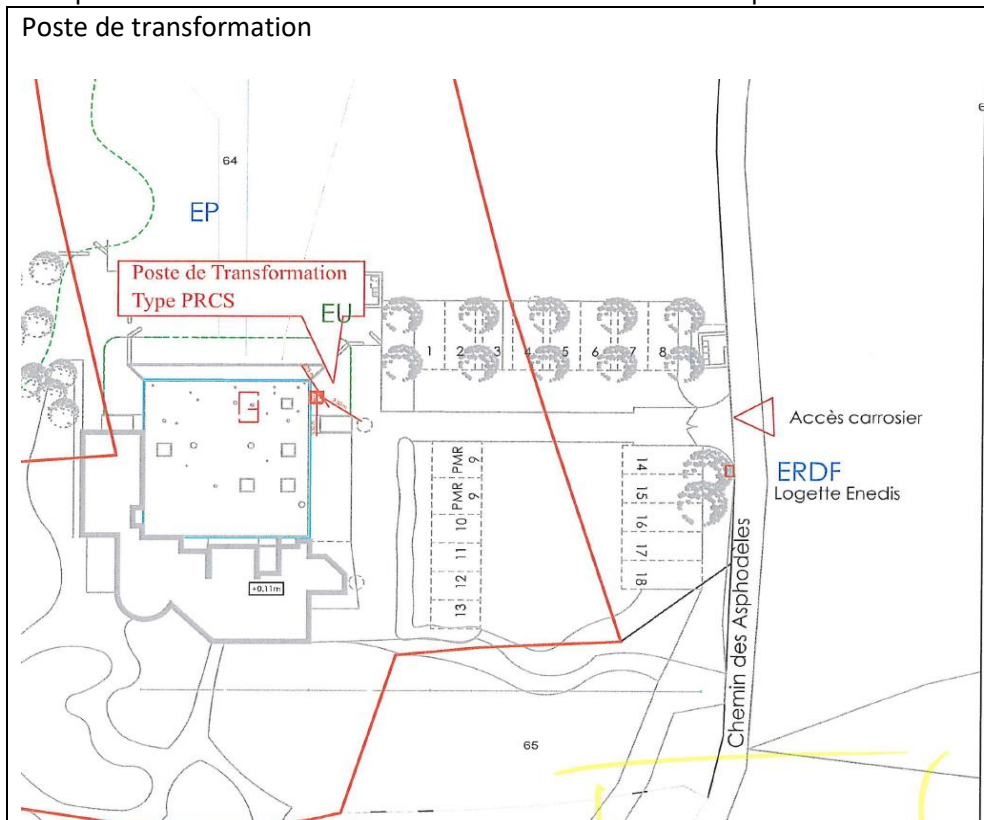 Poste de transformation
64
EP
Poste de Transformation
Type PRCS
EU
1 2 3 4 5 6 7 8
Accès carrosier
ERDF
Logette Enedis
PMR 9
PMR 9
10
11
12
13
14
15
16
17
18
+0.11m
Chemin des Asphodèles
65